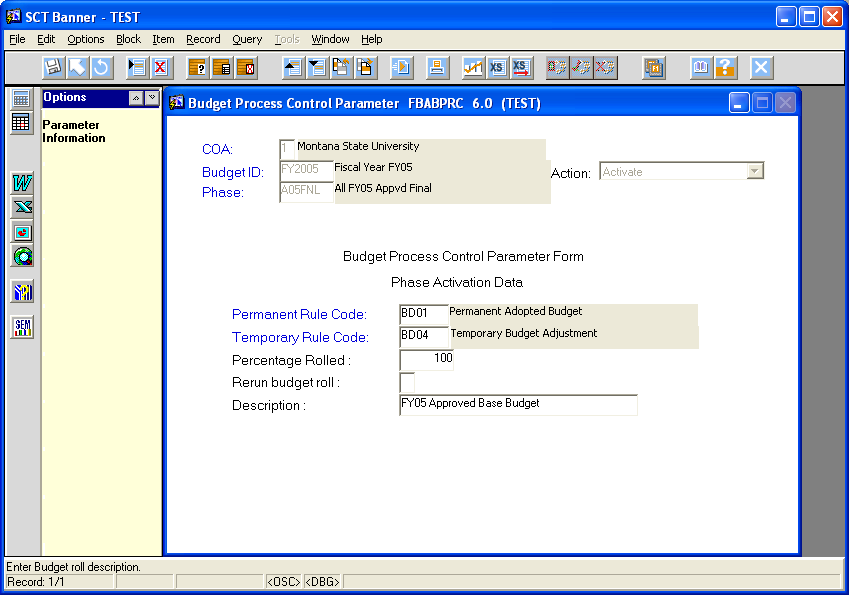 SCT Banner - TEST
File Edit Options Block Item Record Query Tools Window Help
Options
Parameter
Information
Budget Process Control Parameter FBABPRC 6.0 (TEST)
COA: 1 Montana State University
Budget ID: FY2005 Fiscal Year FY05
Action: Activate
Phase: A05FNL All FY05 Appvd Final
Budget Process Control Parameter Form
Phase Activation Data
Permanent Rule Code: BD01 Permanent Adopted Budget
Temporary Rule Code: BD04 Temporary Budget Adjustment
Percentage Rolled : 100
Rerun budget roll :
Description : FY05 Approved Base Budget
SEM
Enter Budget roll description.
Record: 1/1 <OSC> <DBG>